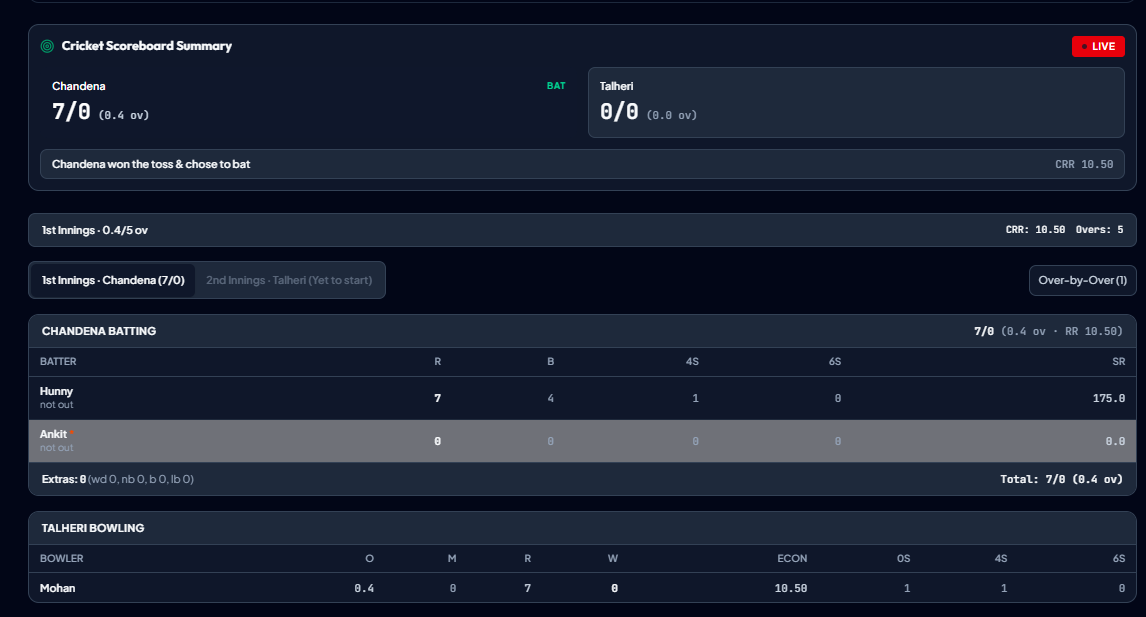 Cricket Scoreboard Summary
LIVE
Chandena BAT
7/0 (0.4 ov)
Talheri
0/0 (0.0 ov)
Chandena won the toss & chose to bat CRR 10.50
1st Innings · 0.4/5 ov CRR: 10.50 Overs: 5
1st Innings · Chandena (7/0) 2nd Innings · Talheri (Yet to start) Over-by-Over (1)
CHANDENA BATTING 7/0 (0.4 ov · RR 10.50)
BATTER R B 4S 6S SR
Hunny 7 4 1 0 175.0
not out
Ankit 0 0 0 0 0.0
not out
Extras: 0 (wd 0, nb 0, b 0, lb 0) Total: 7/0 (0.4 ov)
TALHERI BOWLING
BOWLER O M R W ECON 0S 4S 6S
Mohan 0.4 0 7 0 10.50 1 1 0